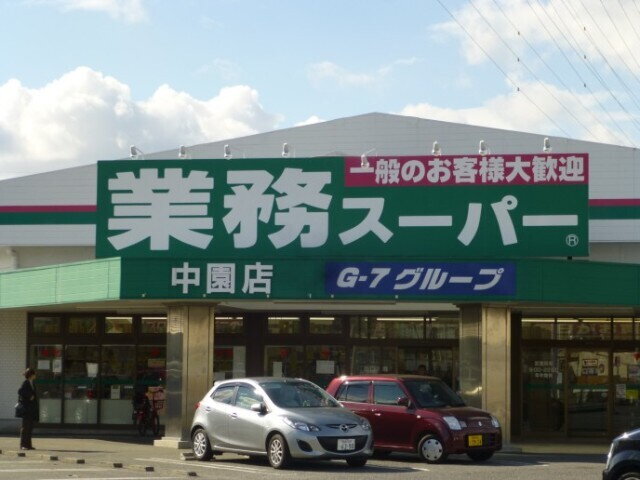 一般のお客様大歓迎
業務スーパー®
中園店
G-7 グループ